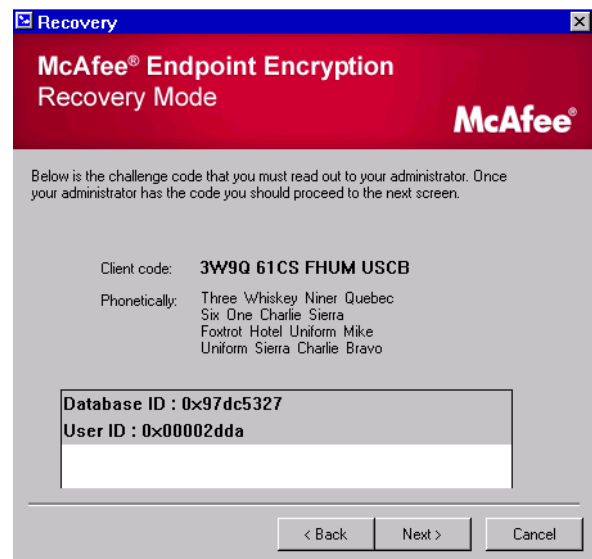 Recovery
McAfee® Endpoint Encryption
Recovery Mode
McAfee®
Below is the challenge code that you must read out to your administrator. Once
your administrator has the code you should proceed to the next screen.
Client code: 3W9Q 61CS FHUM USCB
Phonetically: Three Whiskey Niner Quebec
Six One Charlie Sierra
Foxtrot Hotel Uniform Mike
Uniform Sierra Charlie Bravo
Database ID : 0x97dc5327
User ID : 0x00002dda
< Back Next > Cancel